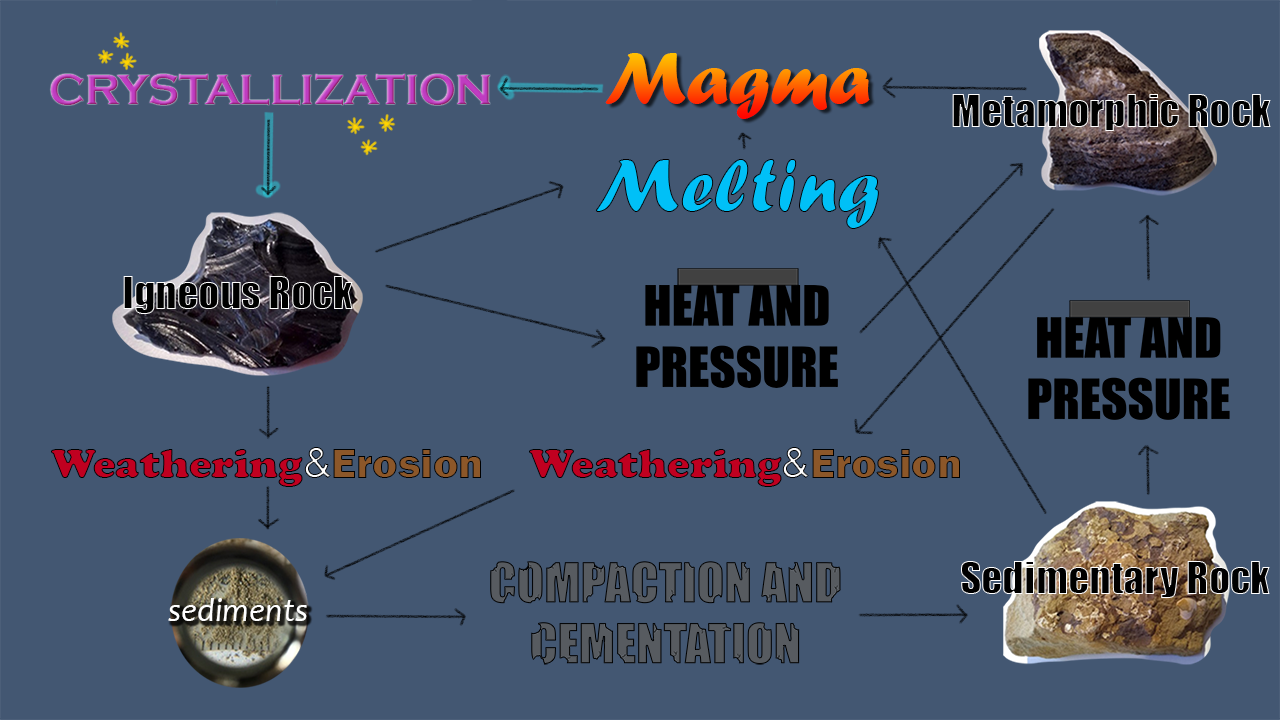 CRYSTALLIZATION
Magma
Metamorphic Rock
Melting
Igneous Rock
HEAT AND
PRESSURE
HEAT AND
PRESSURE
Weathering&Erosion
Weathering&Erosion
sediments
COMPACTION AND
CEMENTATION
Sedimentary Rock